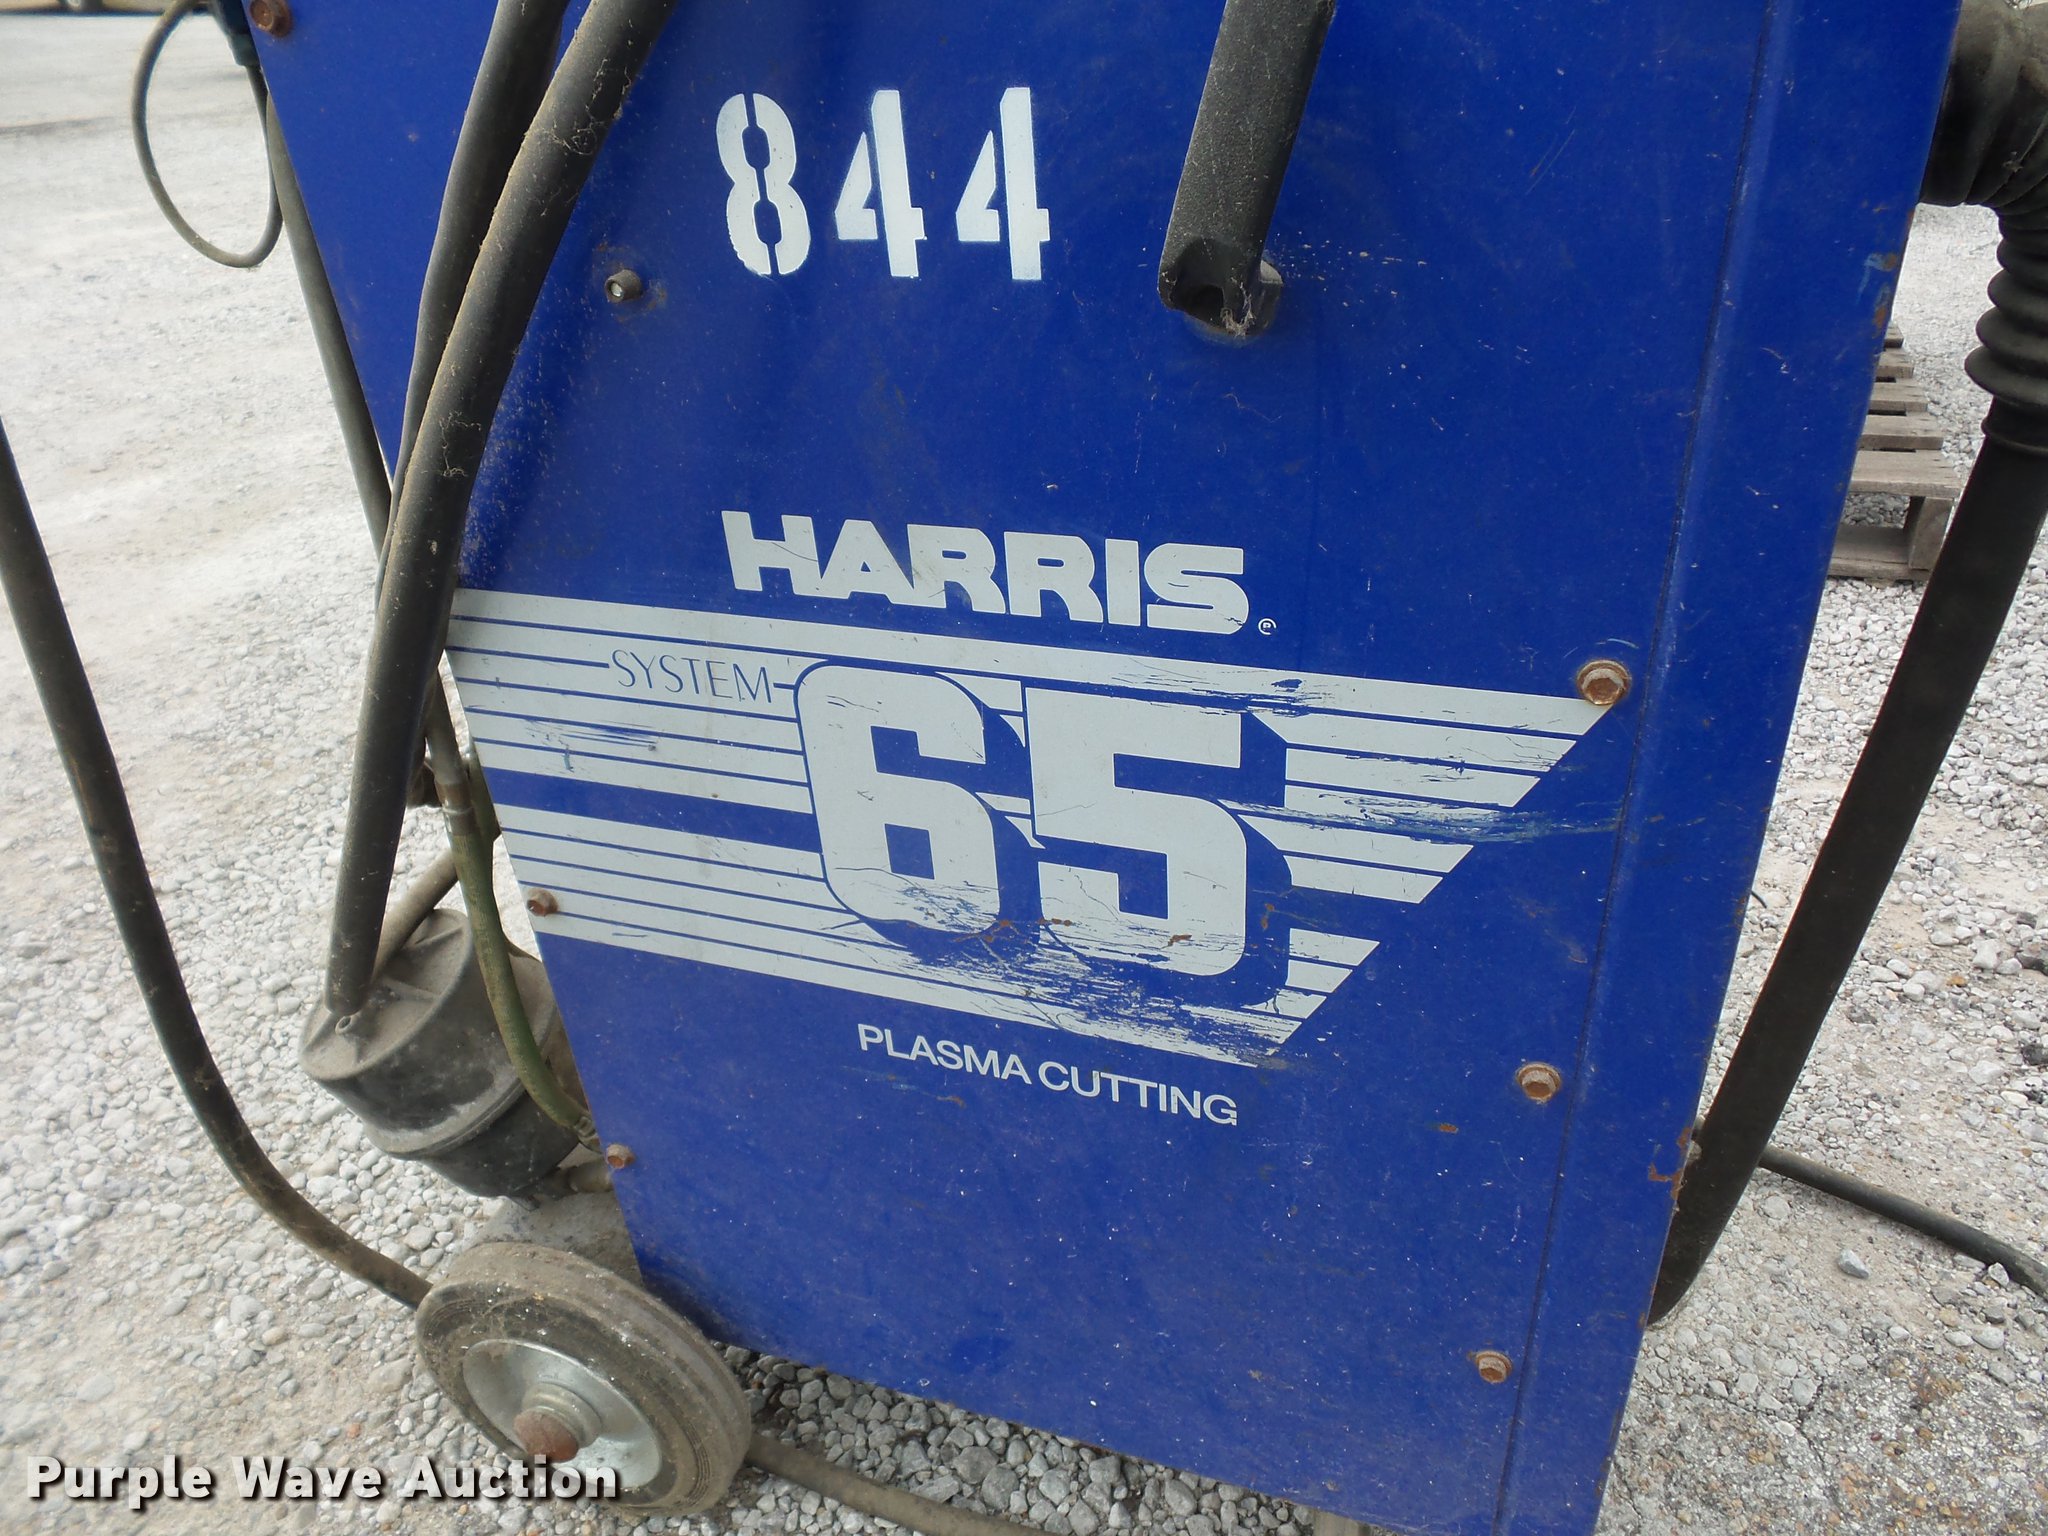 844
HARRIS®
SYSTEM 65
PLASMA CUTTING
Purple Wave Auction